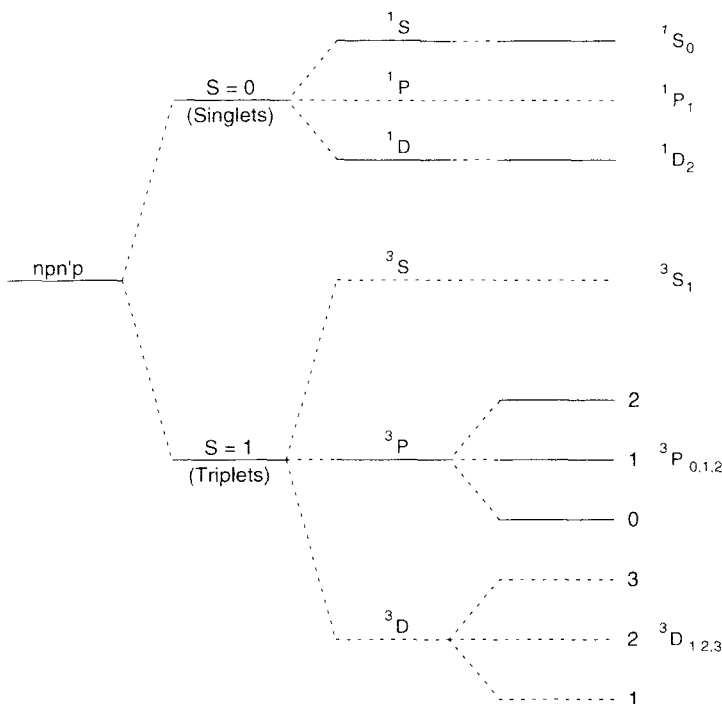 ¹S ¹S₀
S = 0 ¹P ¹P₁
(Singlets)
¹D ¹D₂
npn'p ³S ³S₁
2
S = 1 ³P 1 ³P₀,₁,₂
(Triplets)
0
3
³D 2 ³D₁ ₂,₃
1